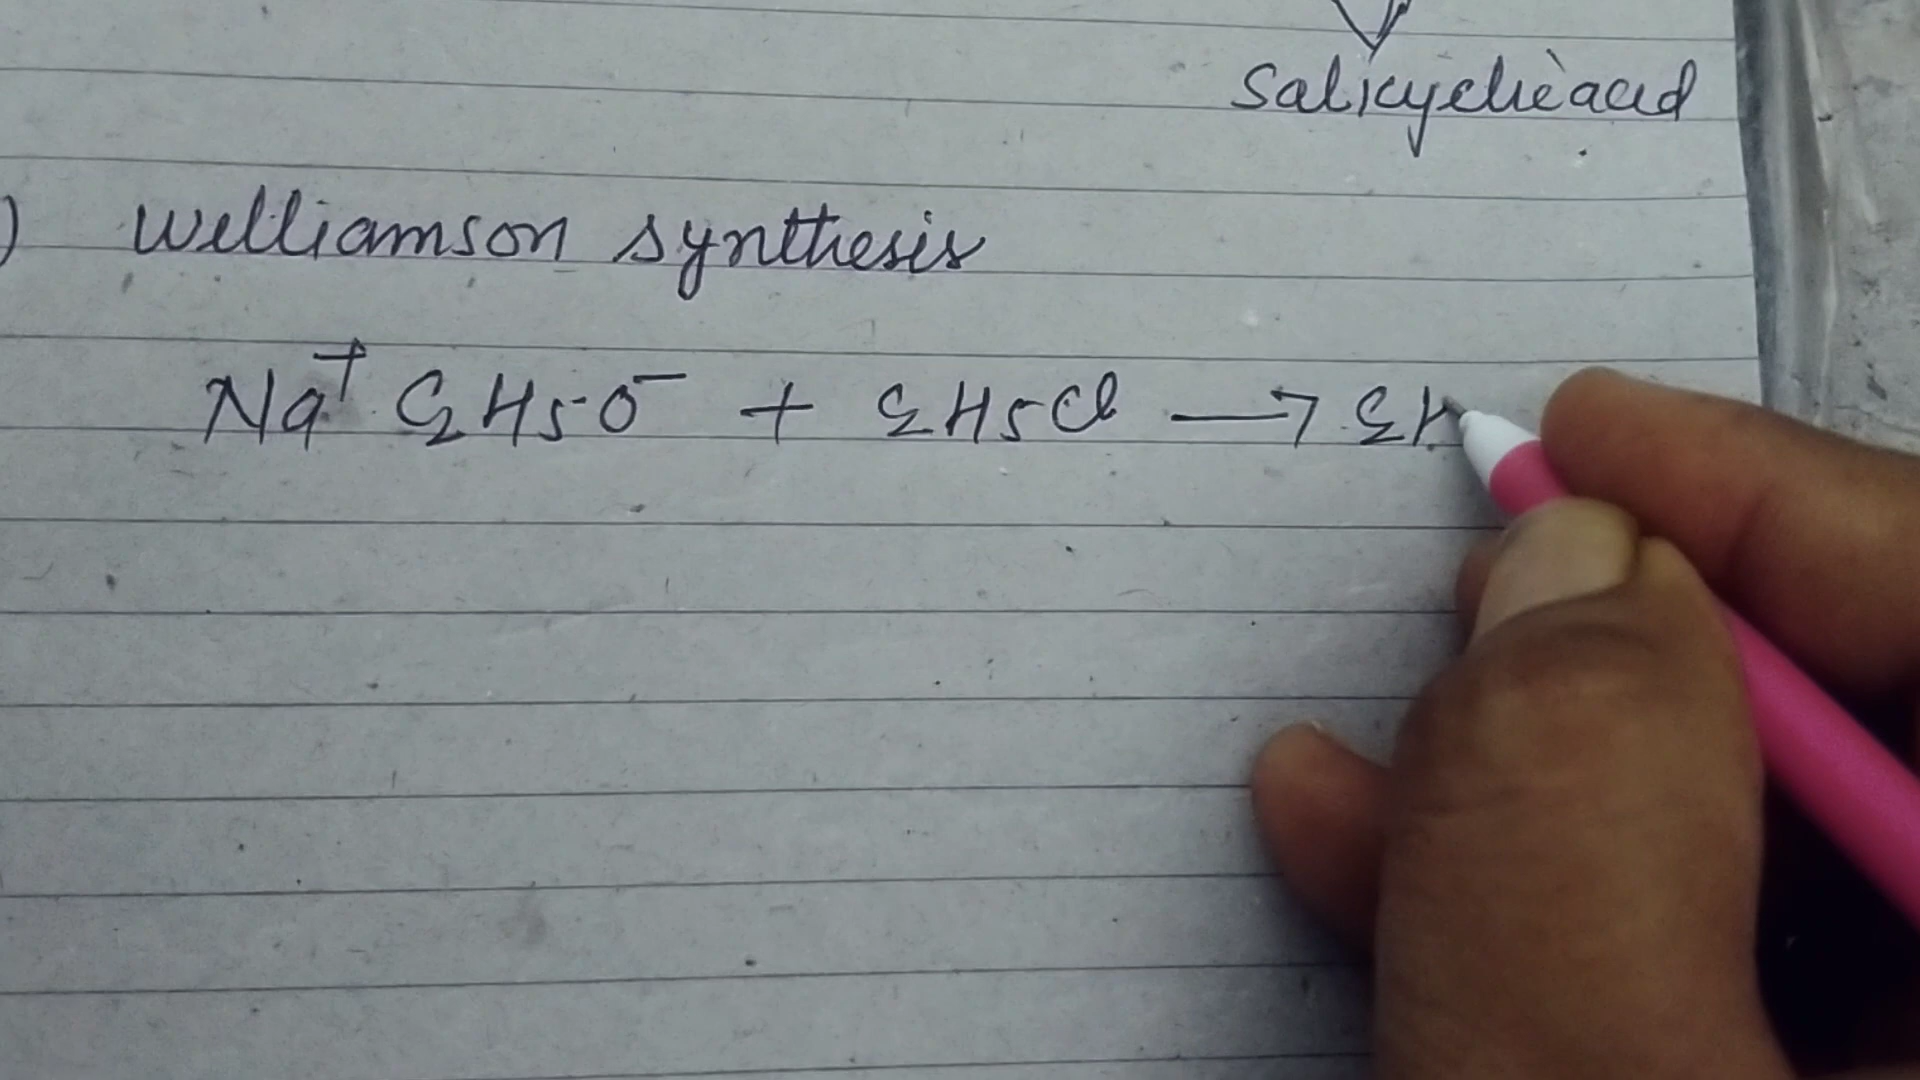 Salicyclic acid
) Williamson synthesis
Na⁺ C₂H₅O⁻ + C₂H₅Cl ⟶ C₂H